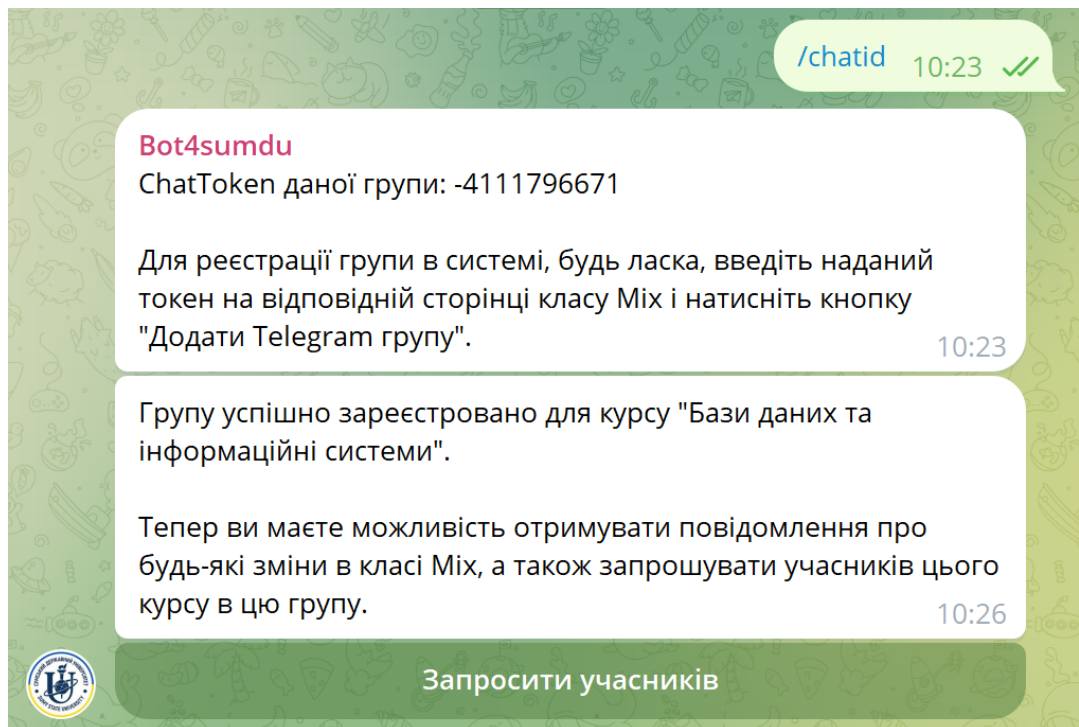 /chatid 10:23
Bot4sumdu
ChatToken даної групи: -4111796671
Для реєстрації групи в системі, будь ласка, введіть наданий
токен на відповідній сторінці класу Mix і натисніть кнопку
"Додати Telegram групу".
10:23
Групу успішно зареєстровано для курсу "Бази даних та
інформаційні системи".
Тепер ви маєте можливість отримувати повідомлення про
будь-які зміни в класі Mix, а також запрошувати учасників цього
курсу в цю групу.
10:26
Запросити учасників